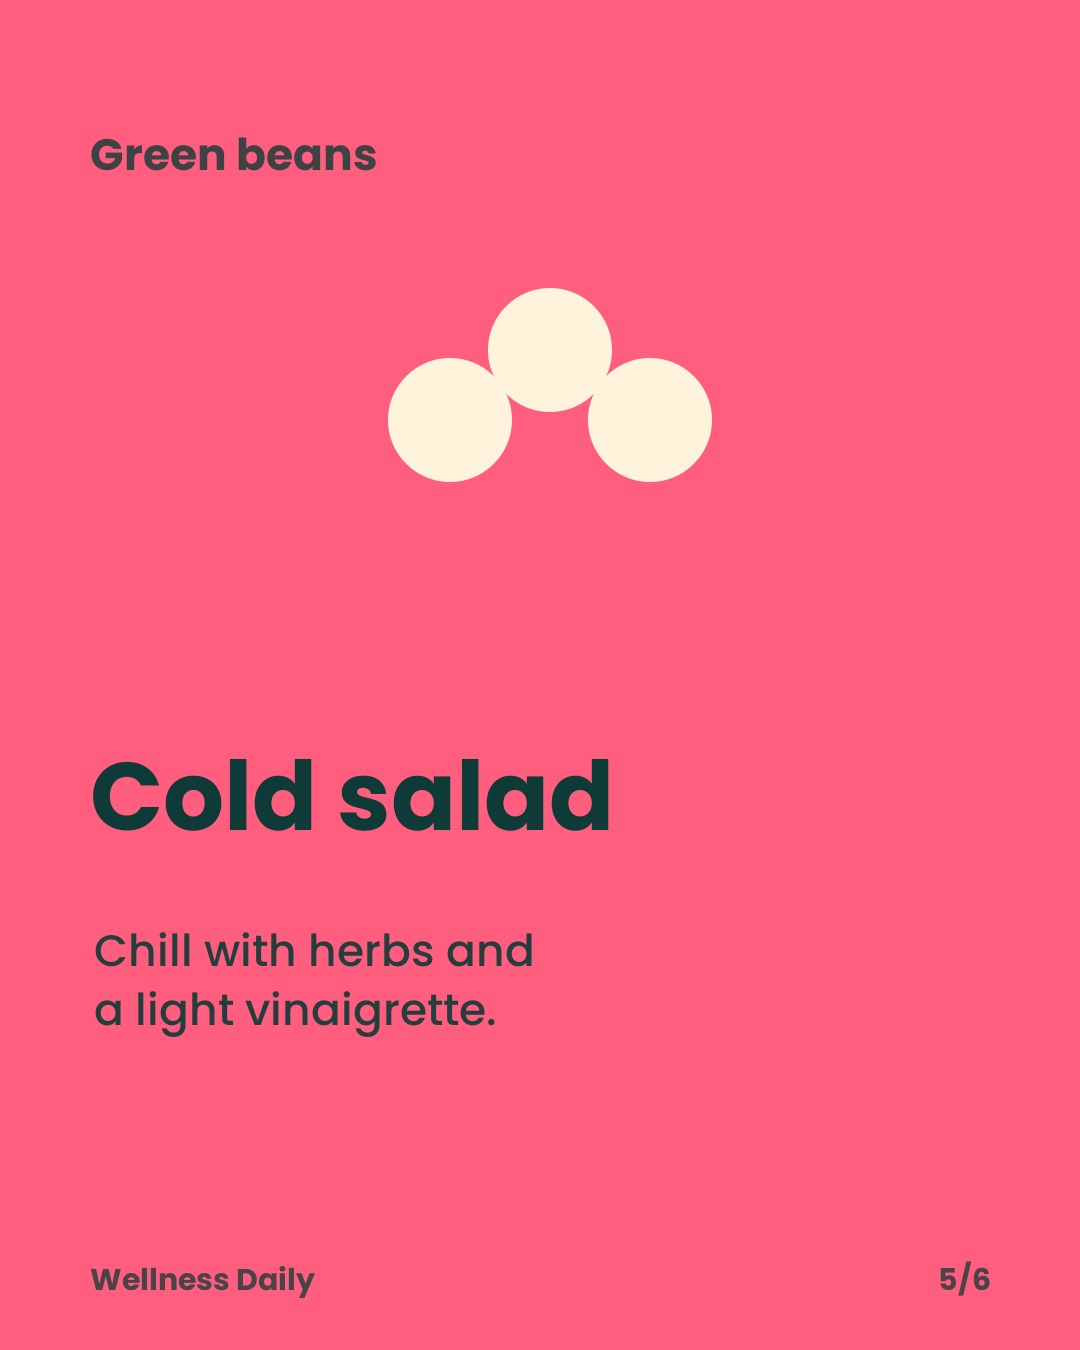 Green beans
Cold salad
Chill with herbs and
a light vinaigrette.
Wellness Daily
5/6